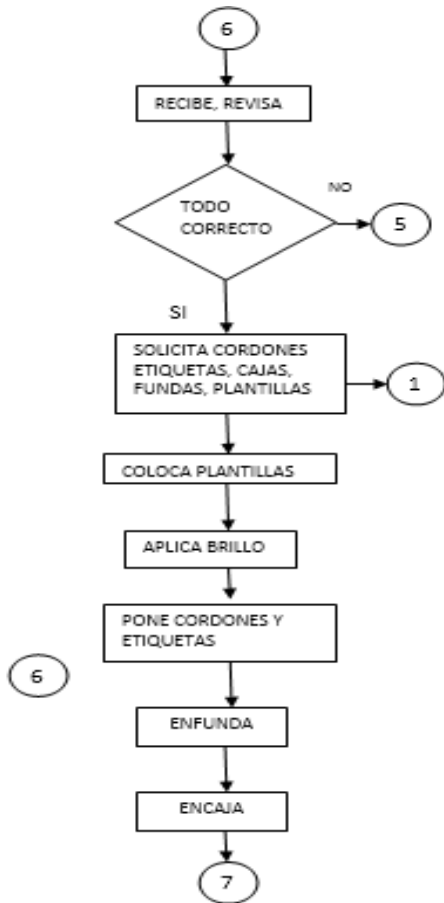 6
RECIBE, REVISA
TODO
CORRECTO
NO
5
SI
SOLICITA CORDONES
ETIQUETAS, CAJAS,
FUNDAS, PLANTILLAS
1
COLOCA PLANTILLAS
APLICA BRILLO
PONE CORDONES Y
ETIQUETAS
6
ENFUNDA
ENCAJA
7